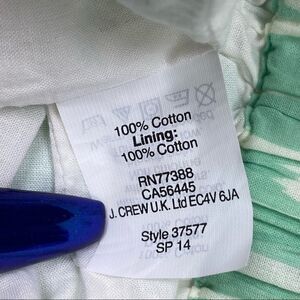 100% Cotton
Lining:
100% Cotton
RN77388
CA56445
J. CREW U.K. Ltd EC4V 6JA
Style 37577
SP 14